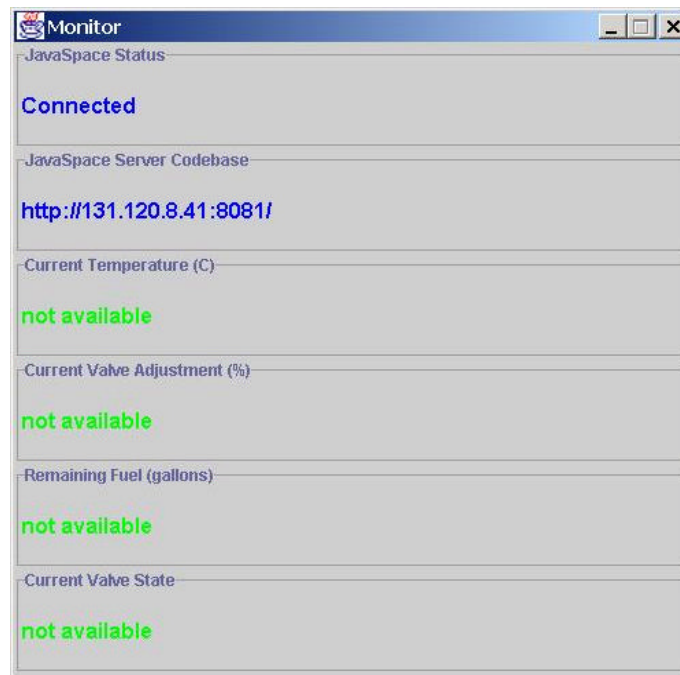 Monitor
JavaSpace Status
Connected
JavaSpace Server Codebase
http://131.120.8.41:8081/
Current Temperature (C)
not available
Current Valve Adjustment (%)
not available
Remaining Fuel (gallons)
not available
Current Valve State
not available